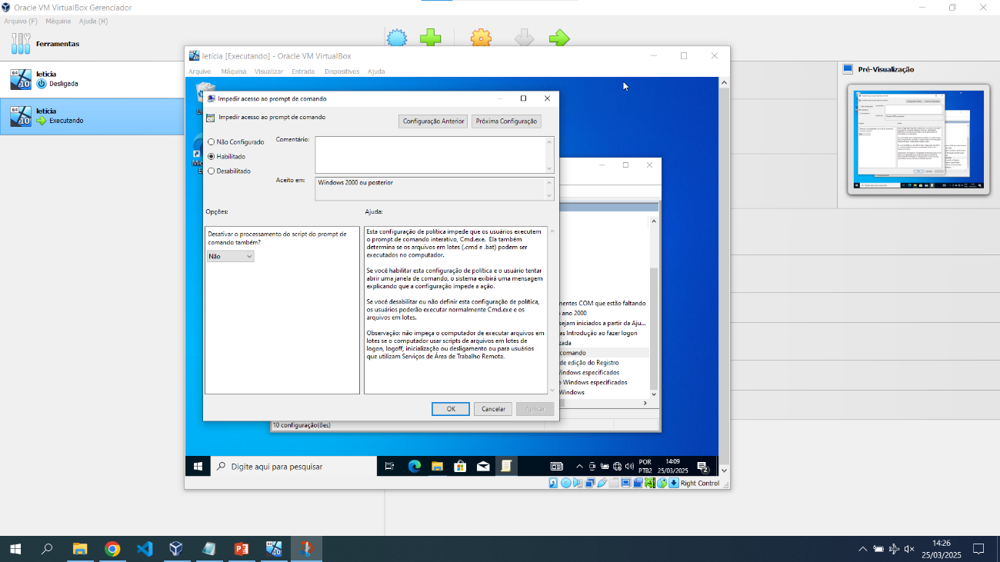 Oracle VM VirtualBox Gerenciador
Arquivo (F) Máquina Ajuda (H)
Ferramentas
leticia
Desligada
letícia
Executando
letícia [Executando] - Oracle VM VirtualBox
Arquivo Máquina Visualizar Entrada Dispositivos Ajuda
Impedir acesso ao prompt de comando
Impedir acesso ao prompt de comando
Configuração Anterior
Próxima Configuração
Não Configurado
Habilitado
Desabilitado
Comentário:
Aceito em:
Windows 2000 ou posterior
Opções:
Ajuda:
Desativar o processamento do script do prompt de
comando também?
Não
Esta configuração de política impede que os usuários executem
o prompt de comando interativo, Cmd.exe. Ela também
determina se os arquivos em lotes (.cmd e .bat) podem ser
executados no computador.
Se você habilitar esta configuração de política e o usuário tentar
abrir uma janela de comando, o sistema exibirá uma mensagem
explicando que a configuração impede a ação.
Se você desabilitar ou não definir esta configuração de política,
os usuários poderão executar normalmente Cmd.exe e os
arquivos em lotes.
Observação: não impeça o computador de executar arquivos em
lotes se o computador usar scripts de arquivos em lotes de
logon, logoff, inicialização ou desligamento ou para usuários
que utilizam Serviços de Área de Trabalho Remota.
OK
Cancelar
Aplicar
nentes COM que estão faltando
ano 2000
sejam iniciados a partir da Aju...
as Introdução ao fazer logon
zada
comando
de edição do Registro
Windows especificados
o Windows especificados
Windows
10 configuração(ões)
Digite aqui para pesquisar
POR
PTB2
14:09
25/03/2025
2
Right Control
Pré-Visualização
14:26
25/03/2025